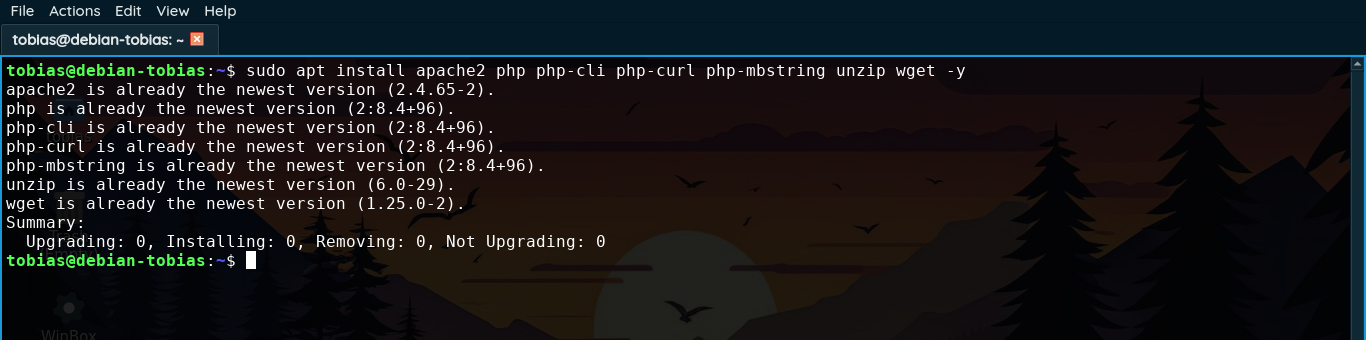 File Actions Edit View Help
tobias@debian-tobias: ~
tobias@debian-tobias:~$ sudo apt install apache2 php php-cli php-curl php-mbstring unzip wget -y
apache2 is already the newest version (2.4.65-2).
php is already the newest version (2:8.4+96).
php-cli is already the newest version (2:8.4+96).
php-curl is already the newest version (2:8.4+96).
php-mbstring is already the newest version (2:8.4+96).
unzip is already the newest version (6.0-29).
wget is already the newest version (1.25.0-2).
Summary:
  Upgrading: 0, Installing: 0, Removing: 0, Not Upgrading: 0
tobias@debian-tobias:~$
WinBox